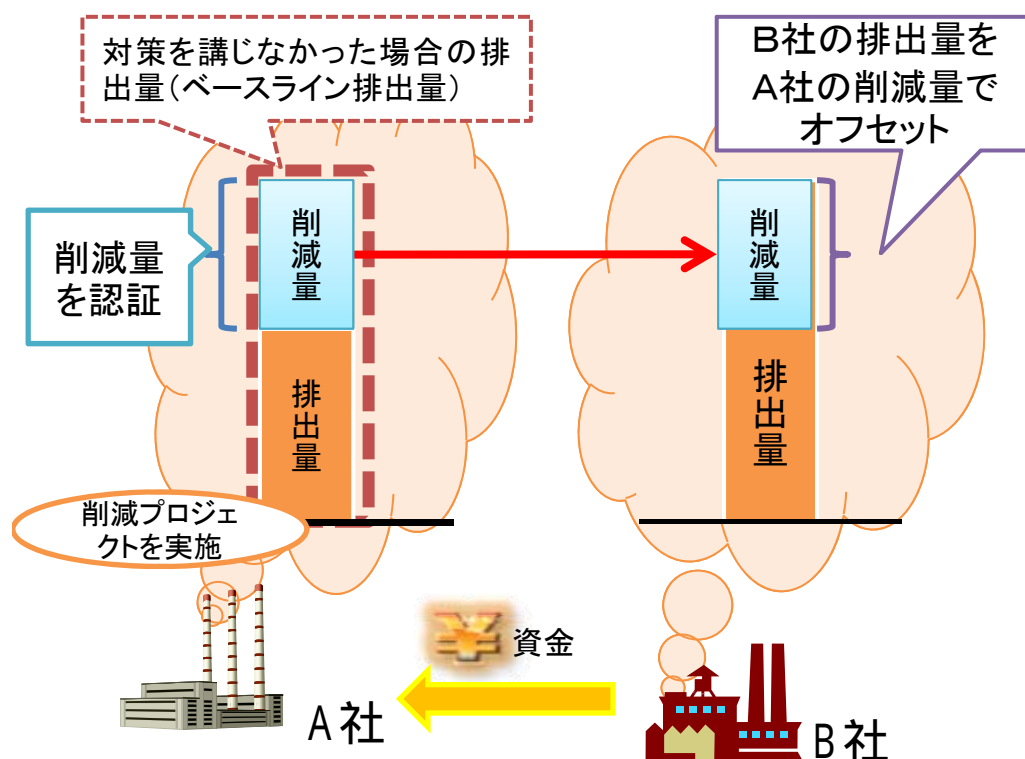 対策を講じなかった場合の排
出量(ベースライン排出量)
B社の排出量を
A社の削減量で
オフセット
削減量
を認証
削減量
排出量
削減量
排出量
削減プロジェ
クトを実施
¥
資金
A社
B社